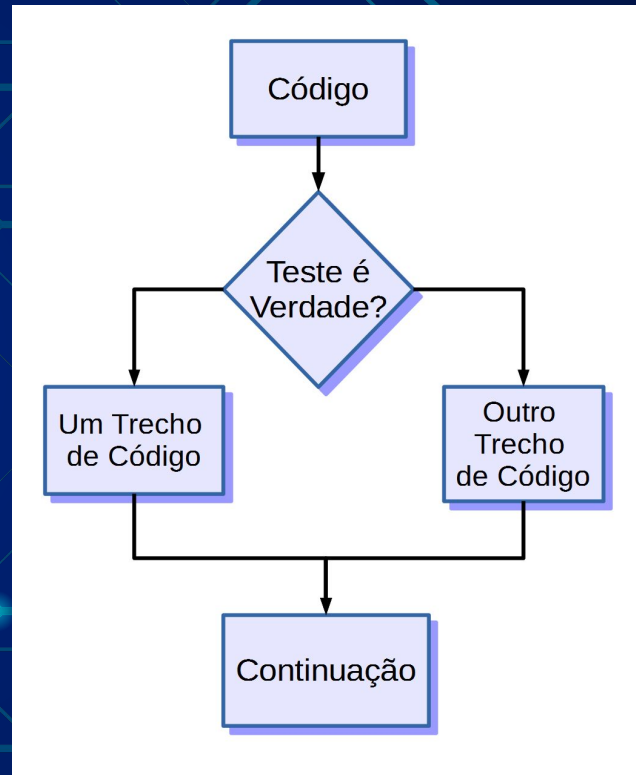 Código
Teste é
Verdade?
Um Trecho
de Código
Outro
Trecho
de Código
Continuação